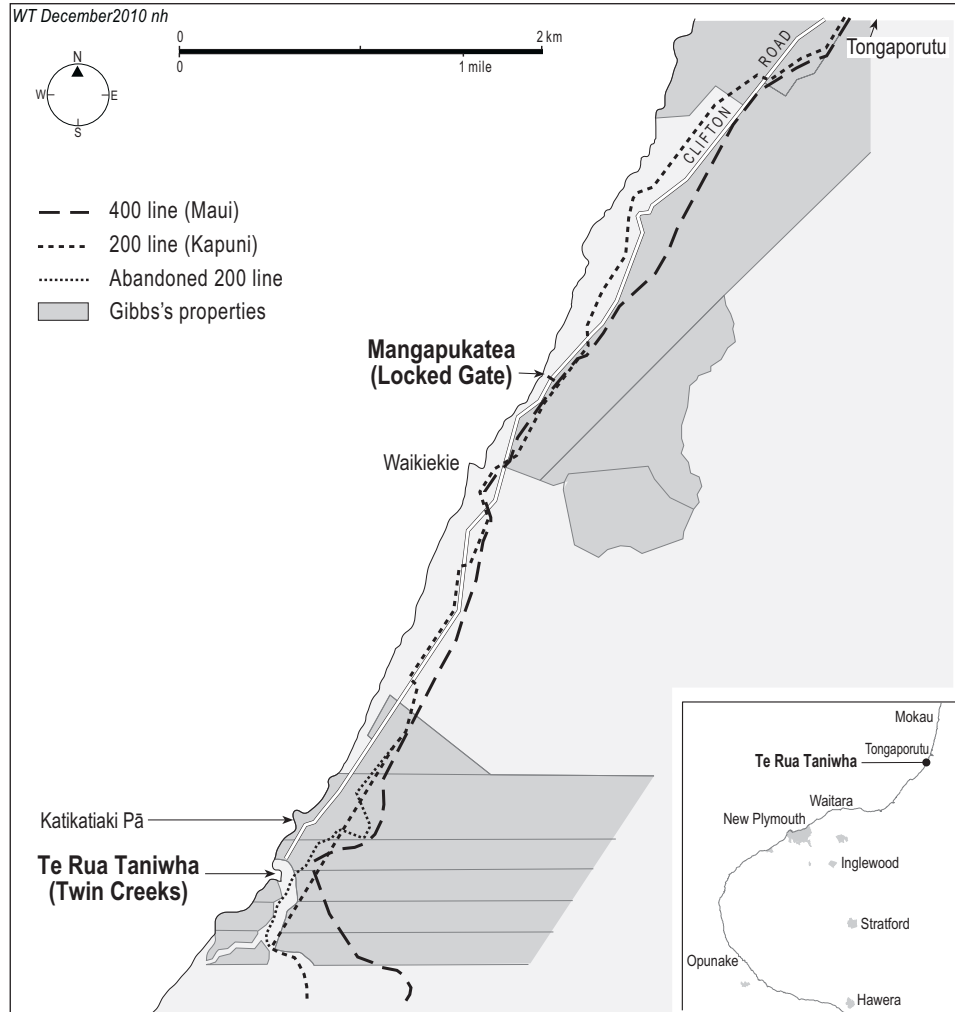 WT December2010 nh
0 2 km
0 1 mile
N
W E
S
Tongaporutu
CLIFTON ROAD
400 line (Maui)
200 line (Kapuni)
Abandoned 200 line
Gibbs's properties
Mangapukatea
(Locked Gate)
Waikiekie
Katikatiaki Pā
Te Rua Taniwha
(Twin Creeks)
Mokau
Tongaporutu
Te Rua Taniwha
Waitara
New Plymouth
Inglewood
Stratford
Opunake
Hawera